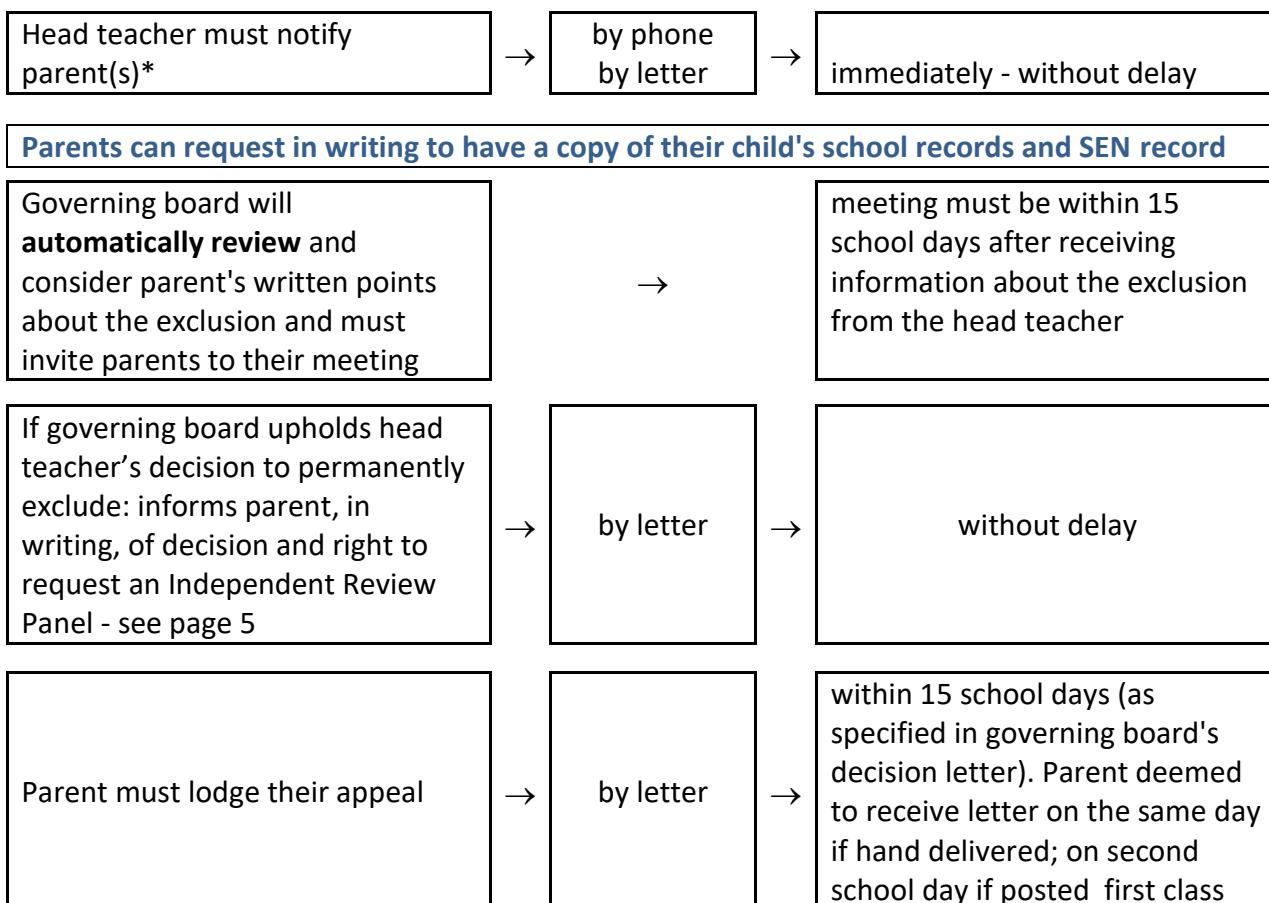 Head teacher must notify
parent(s)*
→
by phone
by letter
→
immediately - without delay
Parents can request in writing to have a copy of their child's school records and SEN record
Governing board will
automatically review and
consider parent's written points
about the exclusion and must
invite parents to their meeting
→
meeting must be within 15
school days after receiving
information about the exclusion
from the head teacher
If governing board upholds head
teacher’s decision to permanently
exclude: informs parent, in
writing, of decision and right to
request an Independent Review
Panel - see page 5
→
by letter
→
without delay
Parent must lodge their appeal
→
by letter
→
within 15 school days (as
specified in governing board's
decision letter). Parent deemed
to receive letter on the same day
if hand delivered; on second
school day if posted  first class